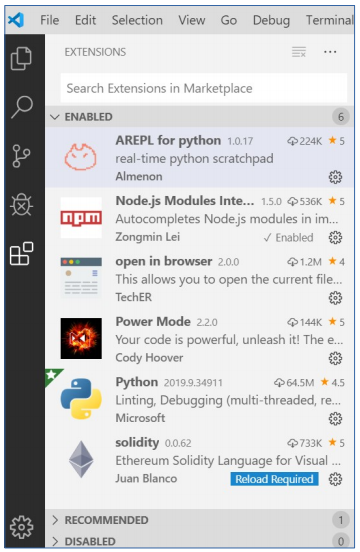 File Edit Selection View Go Debug Terminal
EXTENSIONS
Search Extensions in Marketplace
ENABLED 6
AREPL for python 1.0.17 224K ★ 5
real-time python scratchpad
Almenon
Node.js Modules Inte... 1.5.0 536K ★ 5
npm
Autocompletes Node.js modules in im...
Zongmin Lei ✓ Enabled
open in browser 2.0.0 1.2M ★ 4
This allows you to open the current file...
TechER
Power Mode 2.2.0 144K ★ 5
Your code is powerful, unleash it! The e...
Cody Hoover
Python 2019.9.34911 64.5M ★ 4.5
Linting, Debugging (multi-threaded, re...
Microsoft
solidity 0.0.62 733K ★ 5
Ethereum Solidity Language for Visual ...
Juan Blanco Reload Required
RECOMMENDED 1
DISABLED 0